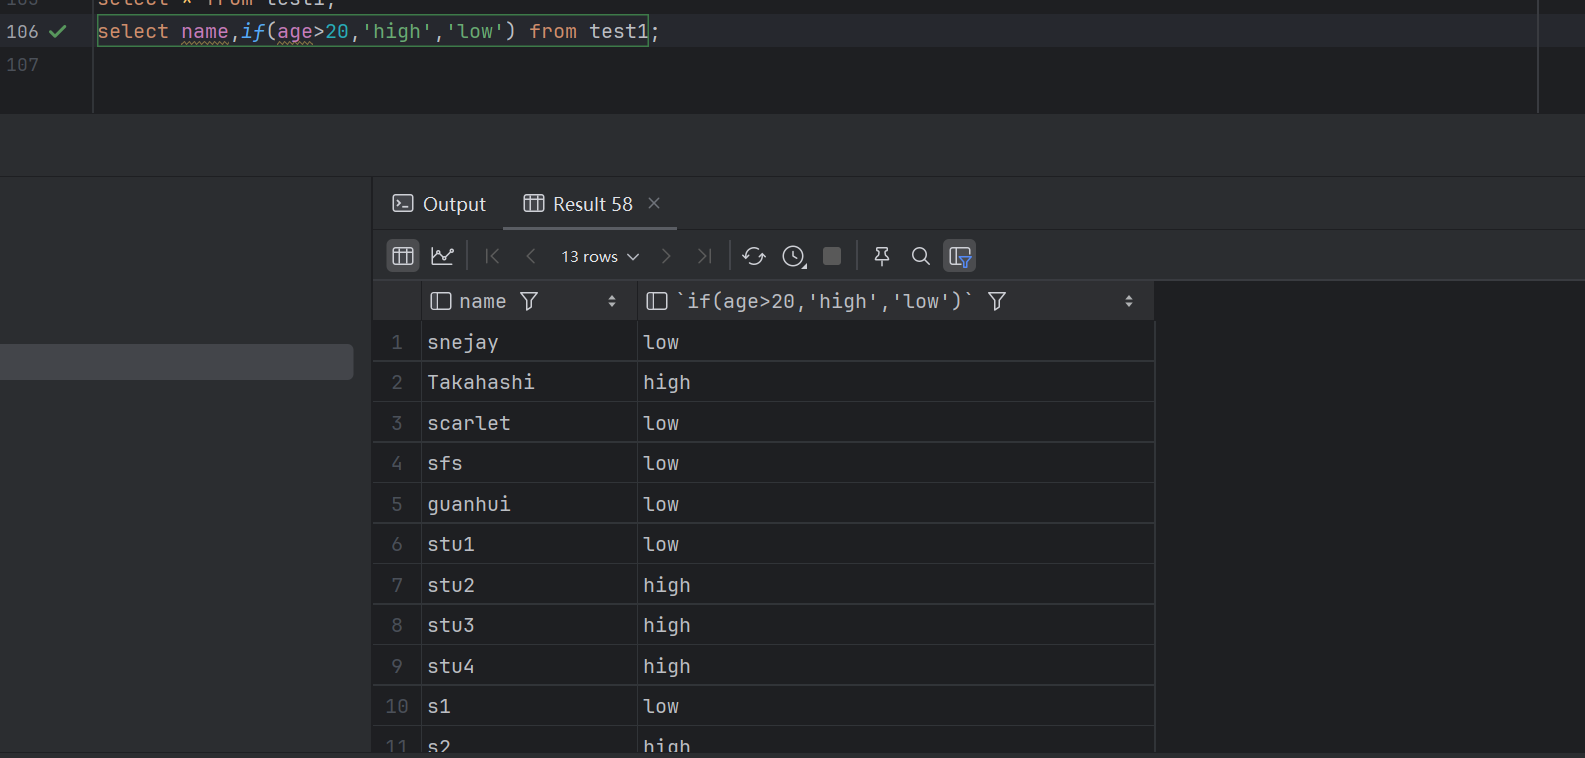 105 select * from test1;
106 select name,if(age>20,'high','low') from test1;
107
Output Result 58
13 rows
name `if(age>20,'high','low')`
1 snejay low
2 Takahashi high
3 scarlet low
4 sfs low
5 guanhui low
6 stu1 low
7 stu2 high
8 stu3 high
9 stu4 high
10 s1 low
11 s2 high